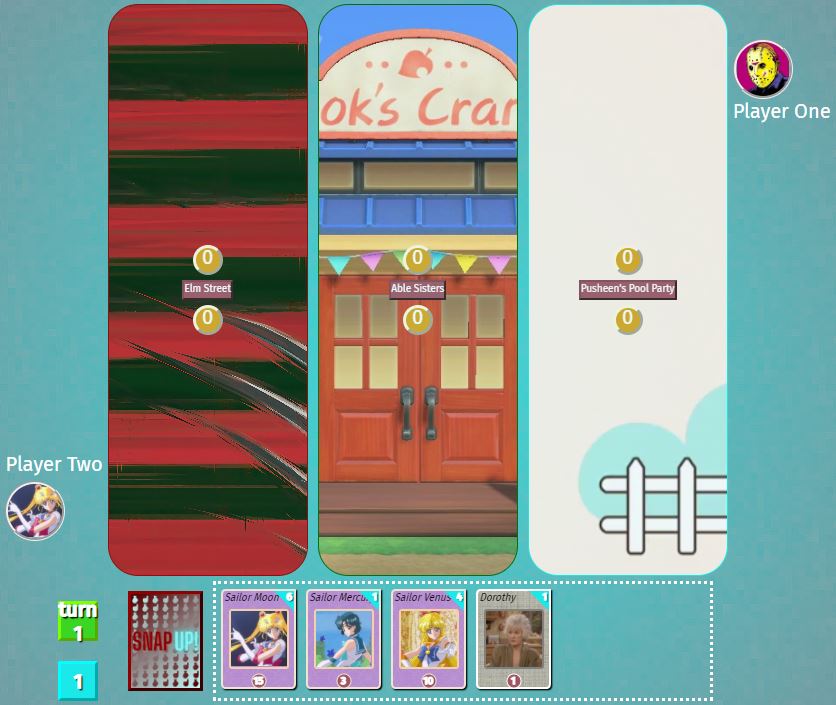 ok's Cran
Player One
0
0
0
Elm Street
Able Sisters
Pusheen's Pool Party
0
0
0
Player Two
turn
1
1
SNAP UP!
Sailor Moon 6
15
Sailor Mercu 1
3
Sailor Venus 4
10
Dorothy 1
1